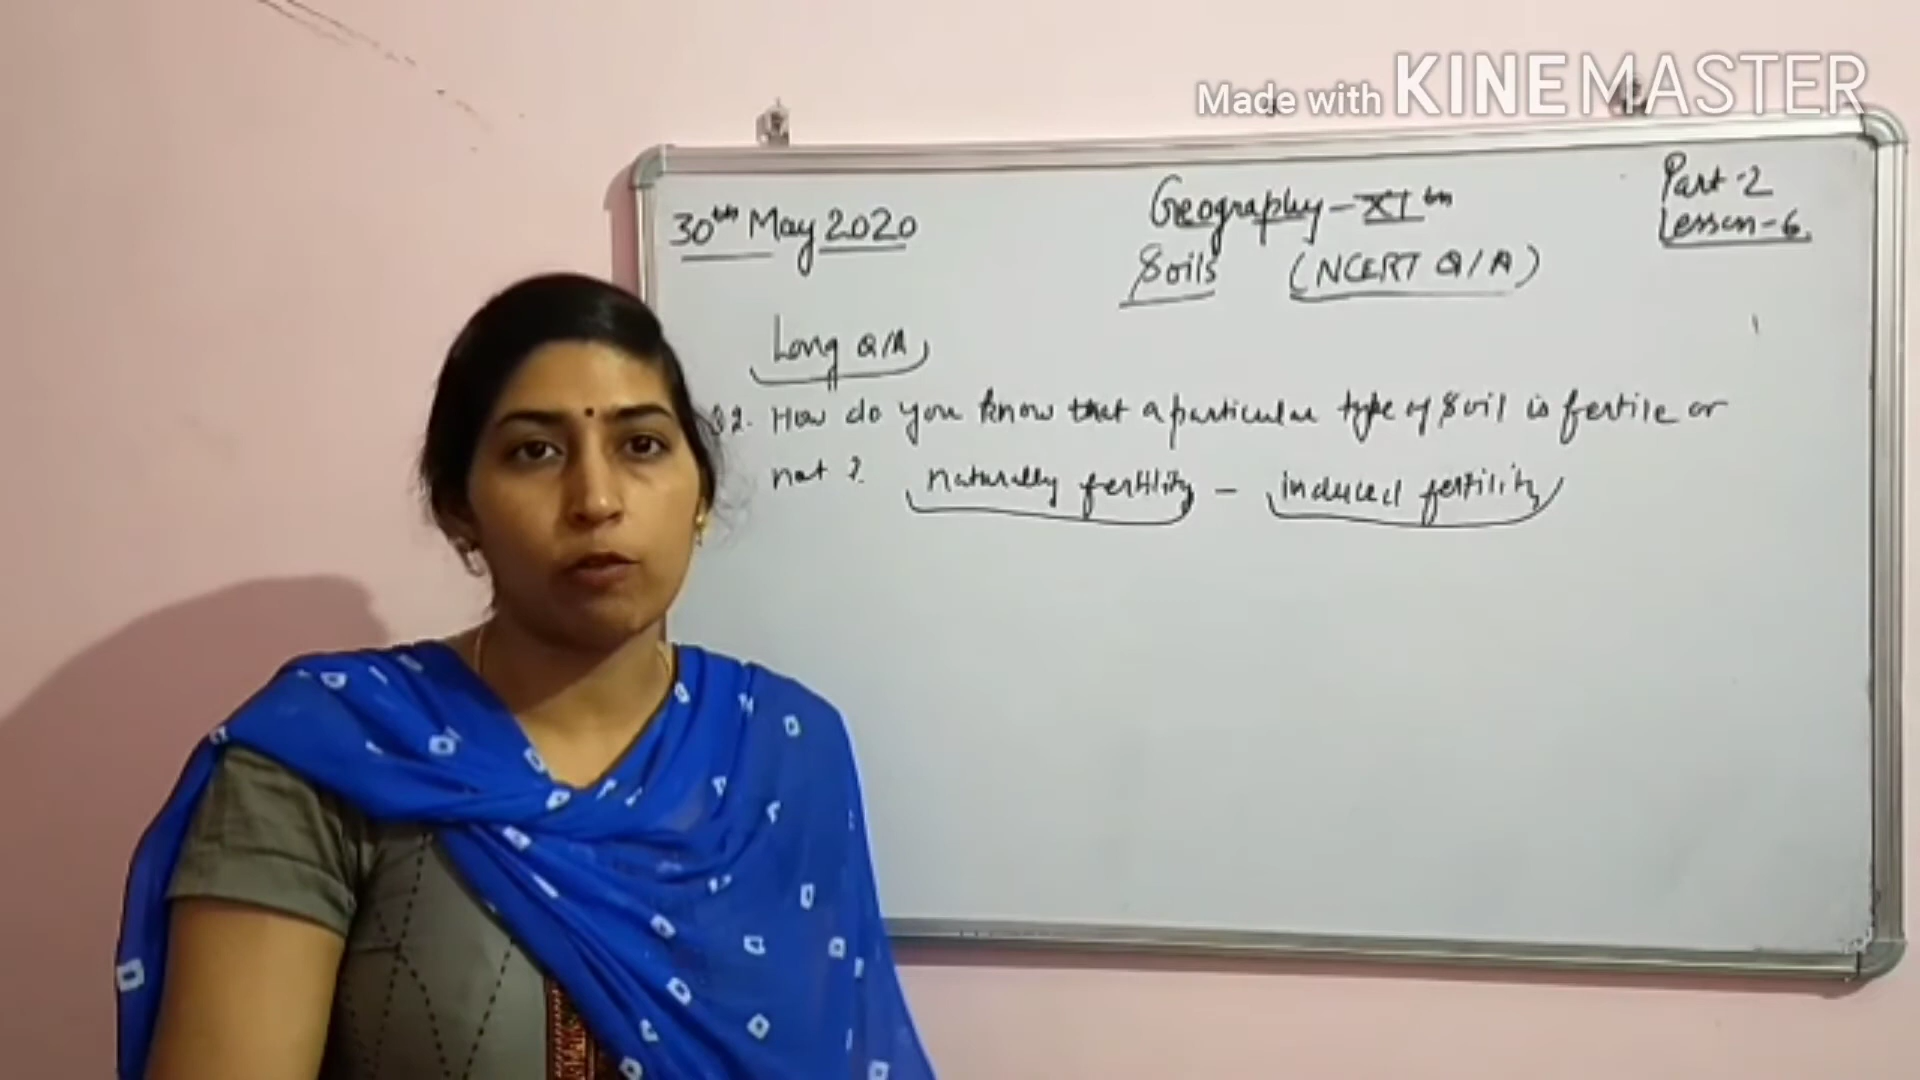 Made with KINEMASTER
30th May 2020
Geography - XIth
Part-2
Lesson-6
Soils (NCERT Q/A)
Long Q/A
Q2. How do you know that a particular type of Soil is fertile or
not? naturally fertility - induced fertility